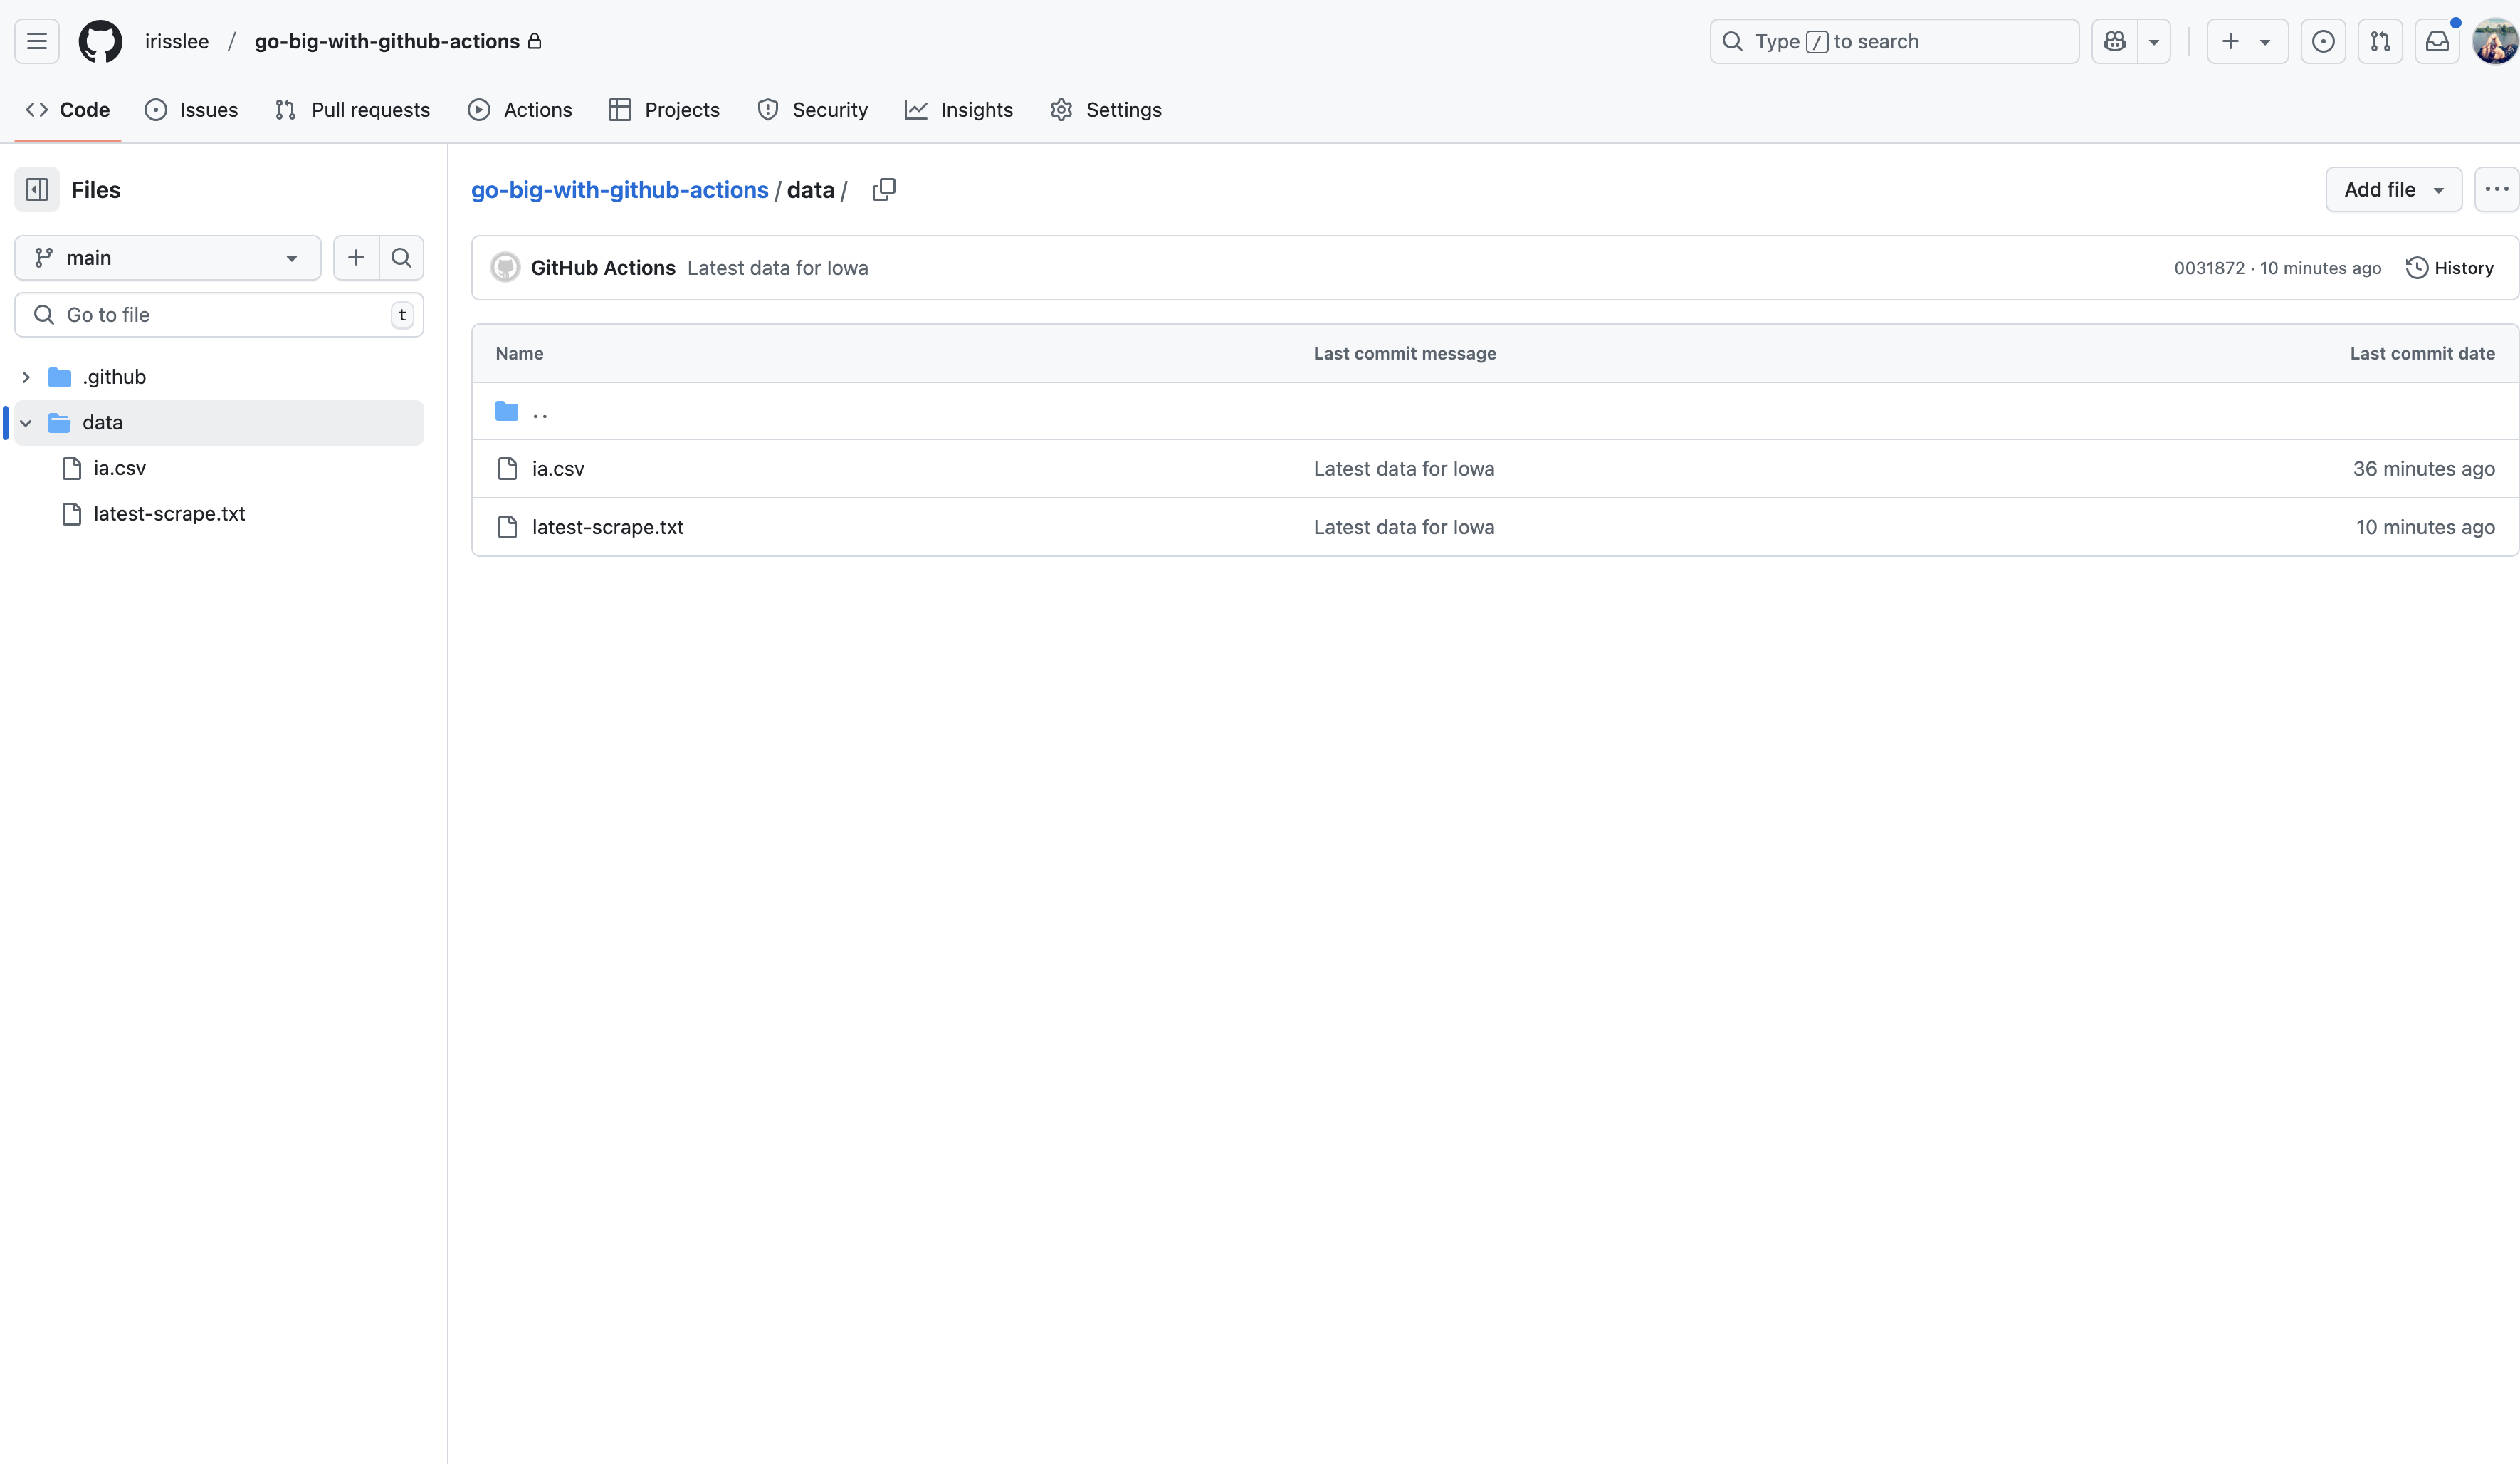 irisslee / go-big-with-github-actions
Type / to search
Code
Issues
Pull requests
Actions
Projects
Security
Insights
Settings
Files
main
Go to file
t
.github
data
ia.csv
latest-scrape.txt
go-big-with-github-actions / data /
Add file
GitHub Actions Latest data for Iowa
0031872 · 10 minutes ago
History
Name Last commit message Last commit date
..
ia.csv Latest data for Iowa 36 minutes ago
latest-scrape.txt Latest data for Iowa 10 minutes ago